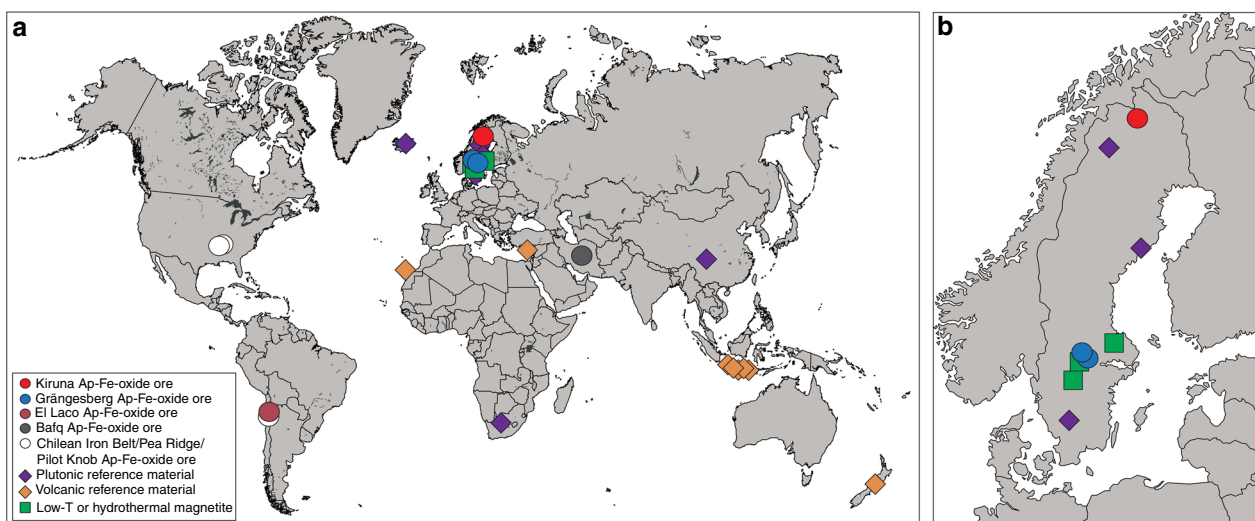 a
b
Kiruna Ap-Fe-oxide ore
Grängesberg Ap-Fe-oxide ore
El Laco Ap-Fe-oxide ore
Bafq Ap-Fe-oxide ore
Chilean Iron Belt/Pea Ridge/
Pilot Knob Ap-Fe-oxide ore
Plutonic reference material
Volcanic reference material
Low-T or hydrothermal magnetite